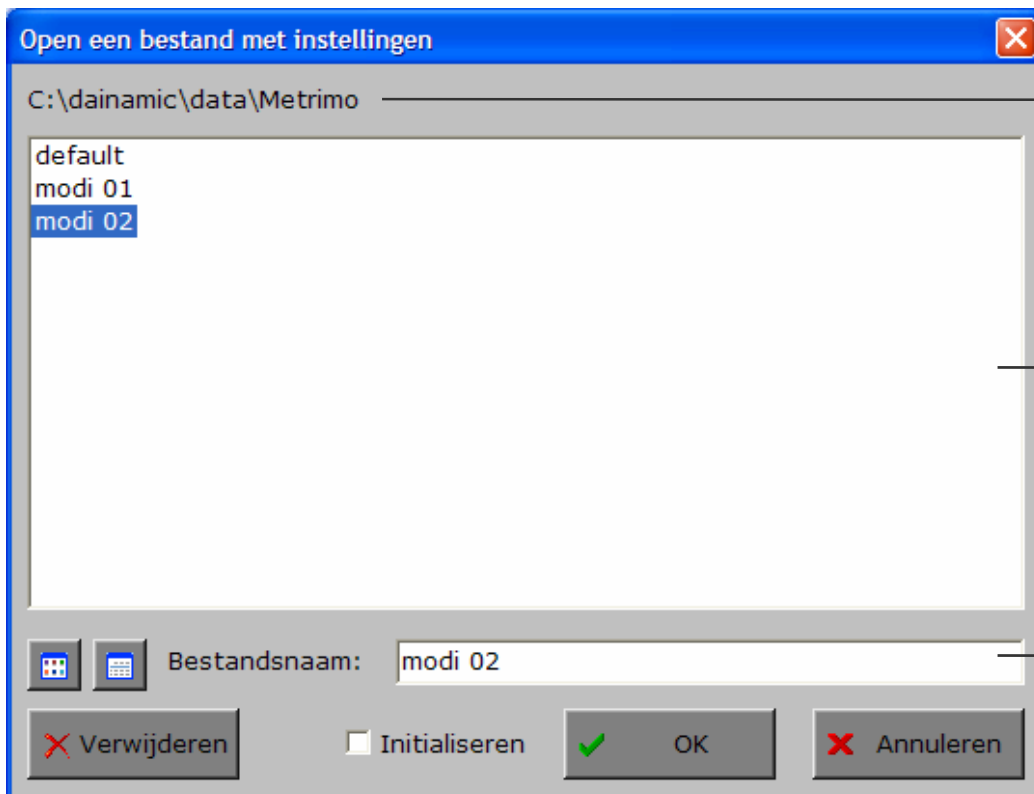 Open een bestand met instellingen
C:\dainamic\data\Metrimo
default
modi 01
modi 02
Bestandsnaam: modi 02
Verwijderen Initialiseren OK Annuleren